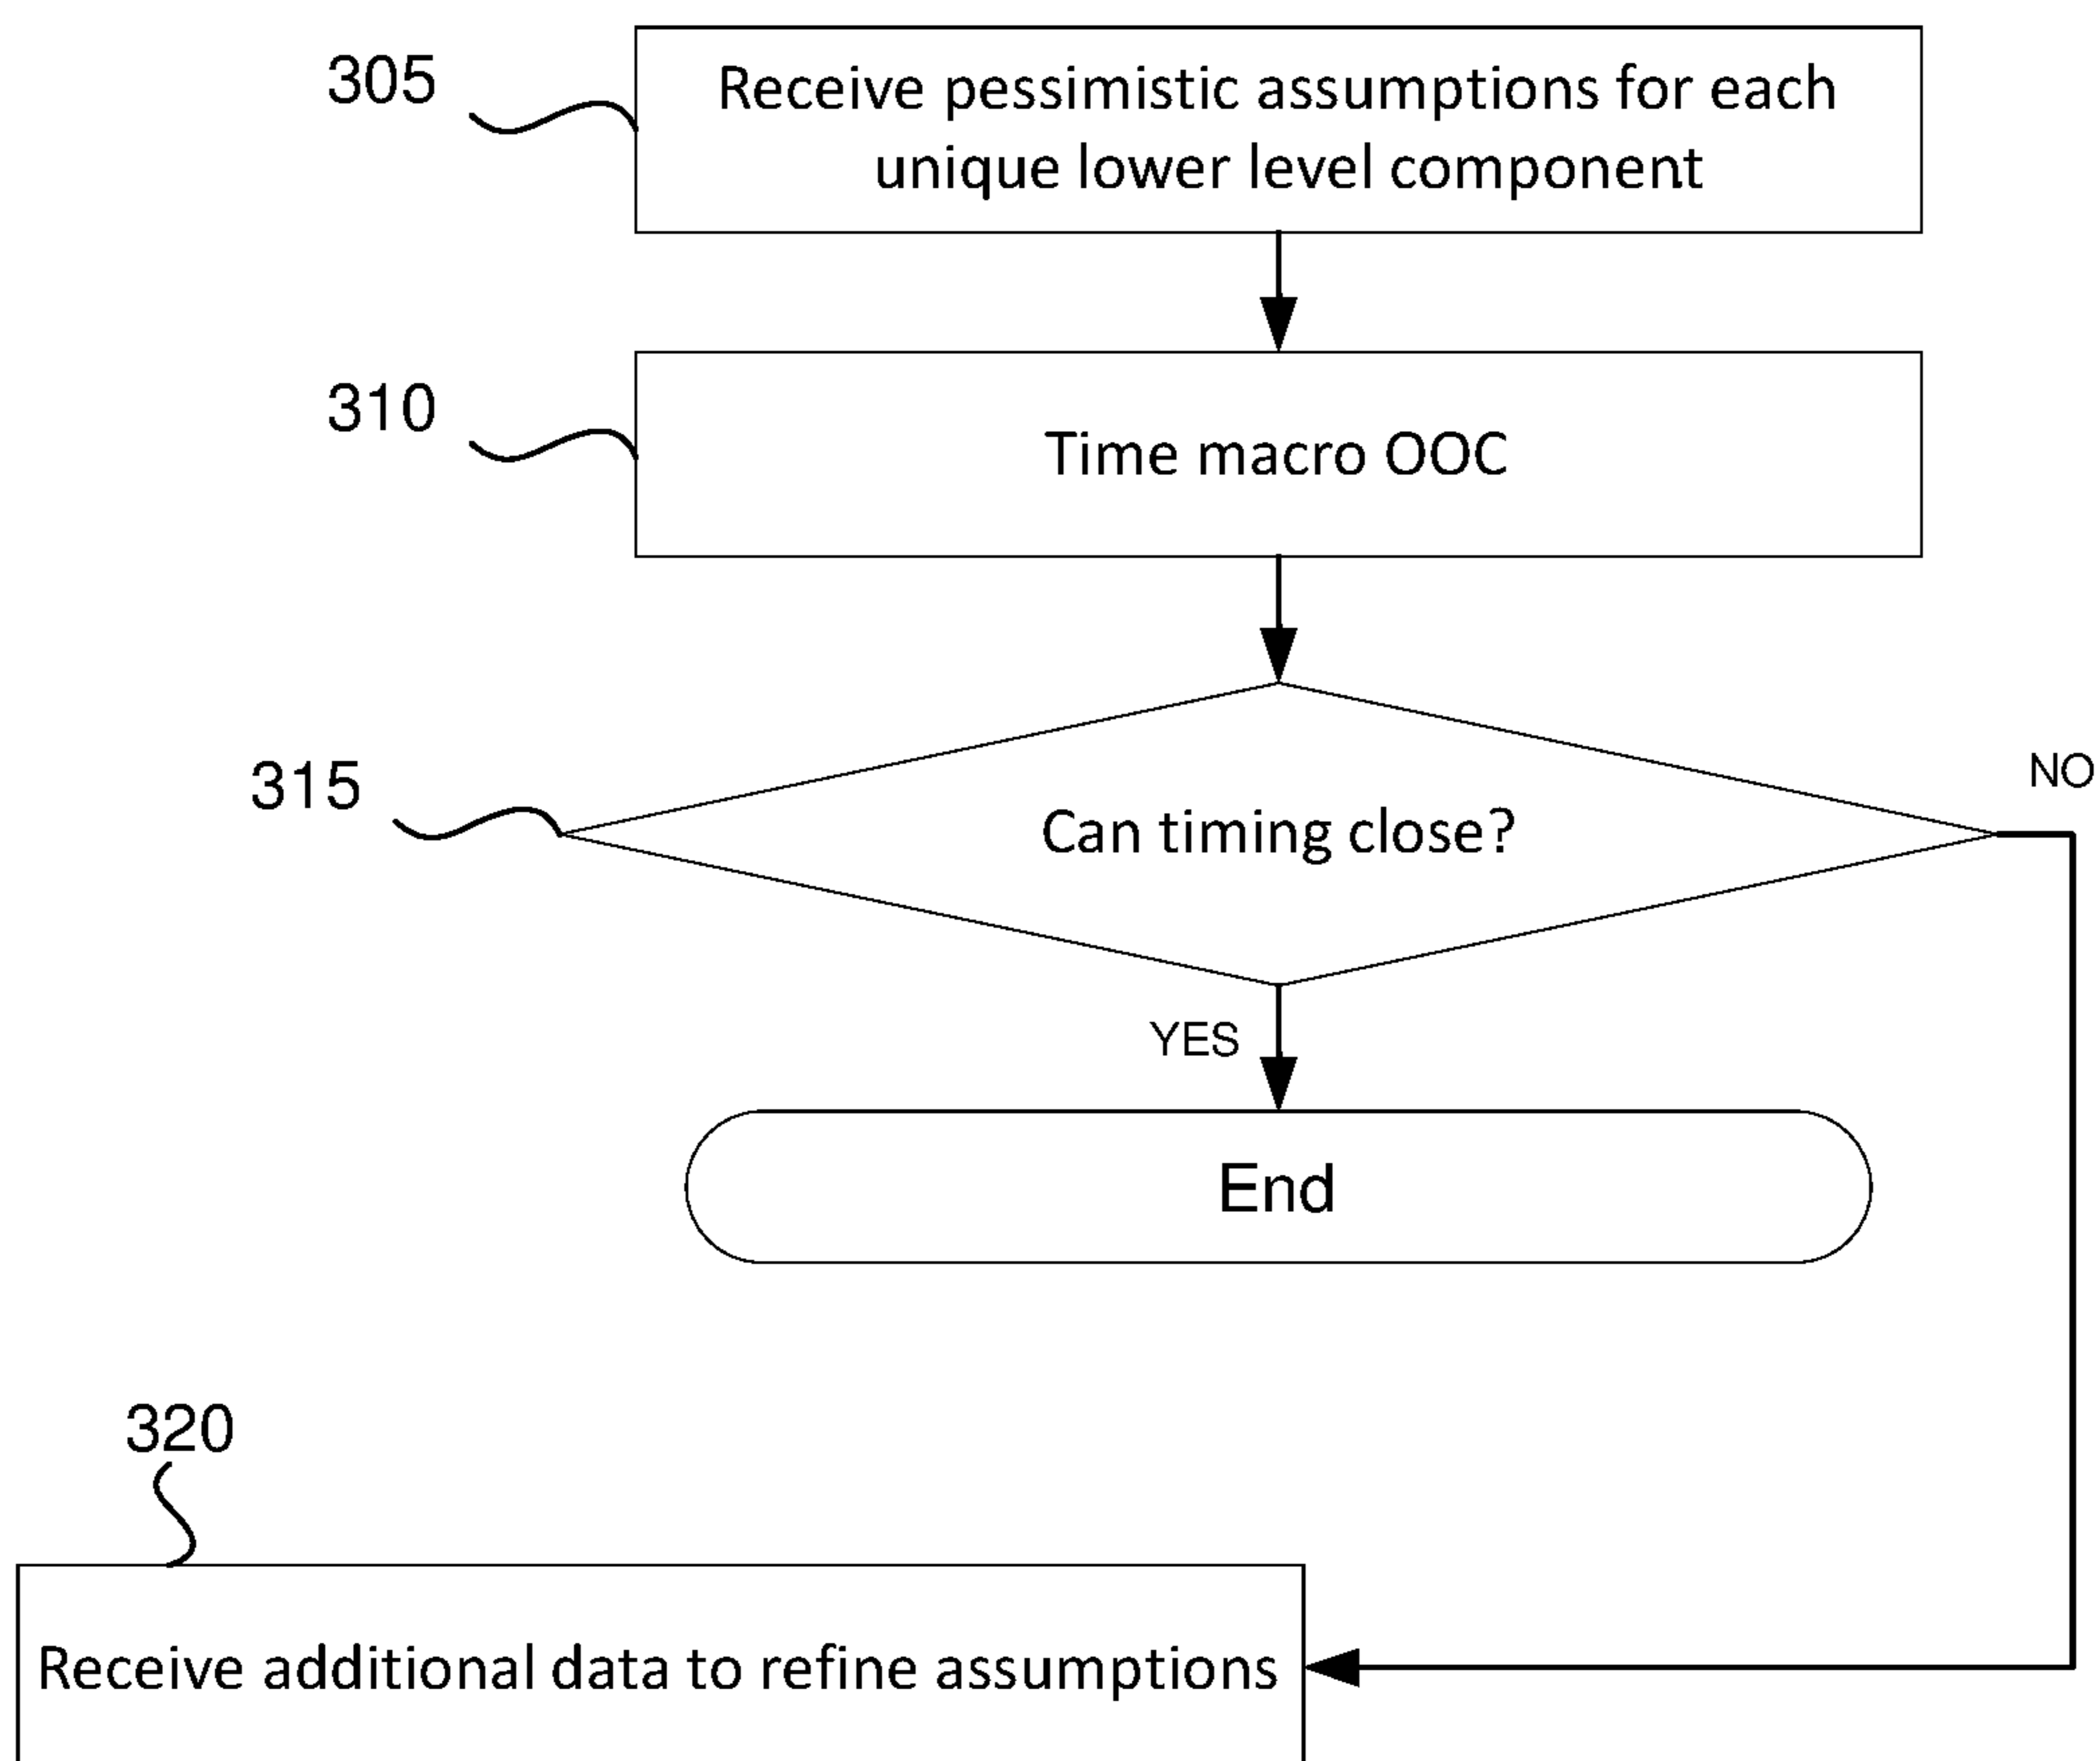 305
Receive pessimistic assumptions for each
unique lower level component
310
Time macro OOC
315
Can timing close?
NO
YES
End
320
Receive additional data to refine assumptions